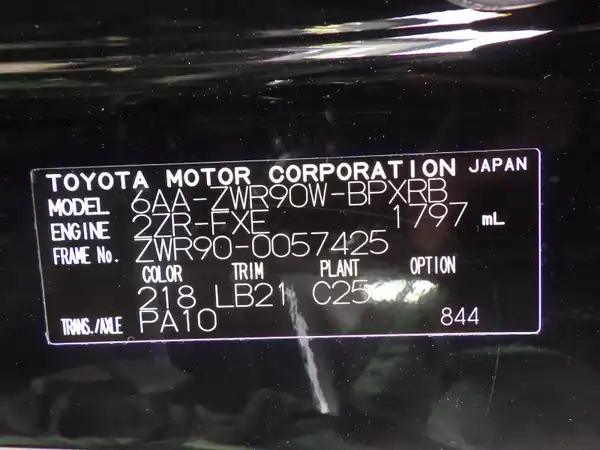 TOYOTA MOTOR CORPORATION JAPAN
MODEL 6AA-ZWR90W-BPXRB
ENGINE 2ZR-FXE 1797 mL
FRAME No. ZWR90-0057425
COLOR TRIM PLANT OPTION
218 LB21 C25
TRANS./AXLE PA10 844